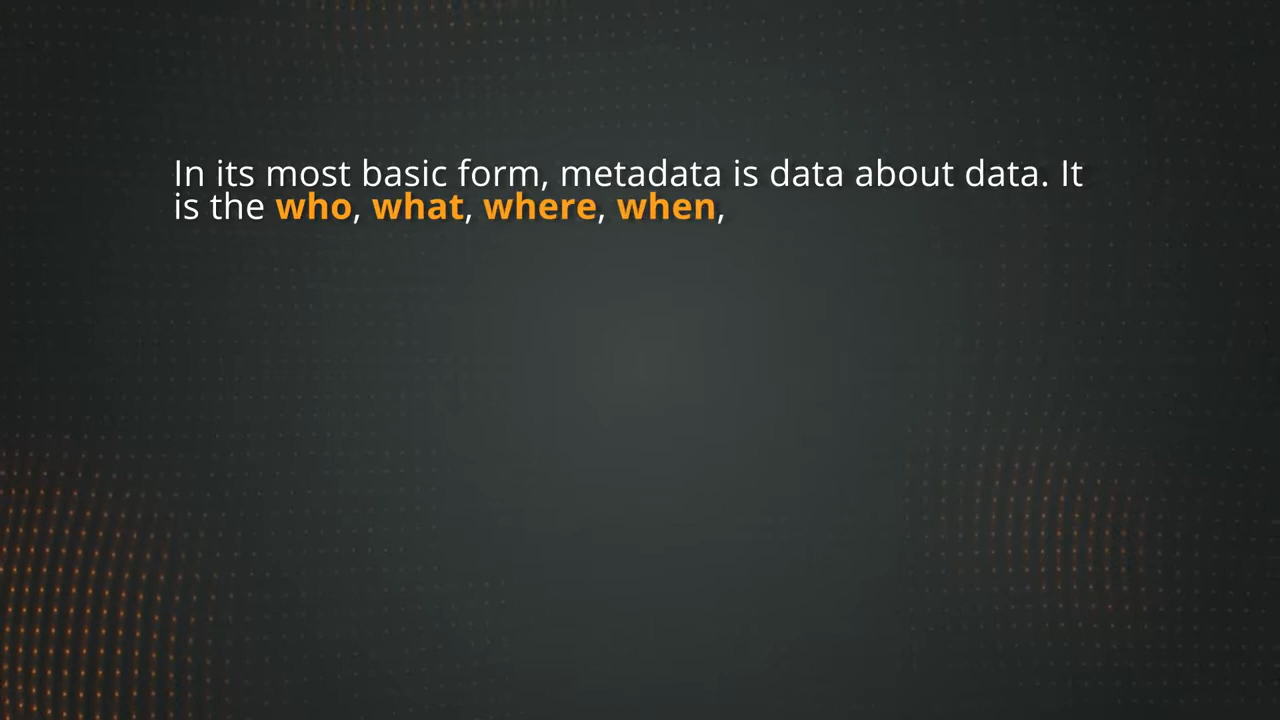 In its most basic form, metadata is data about data. It
is the who, what, where, when,